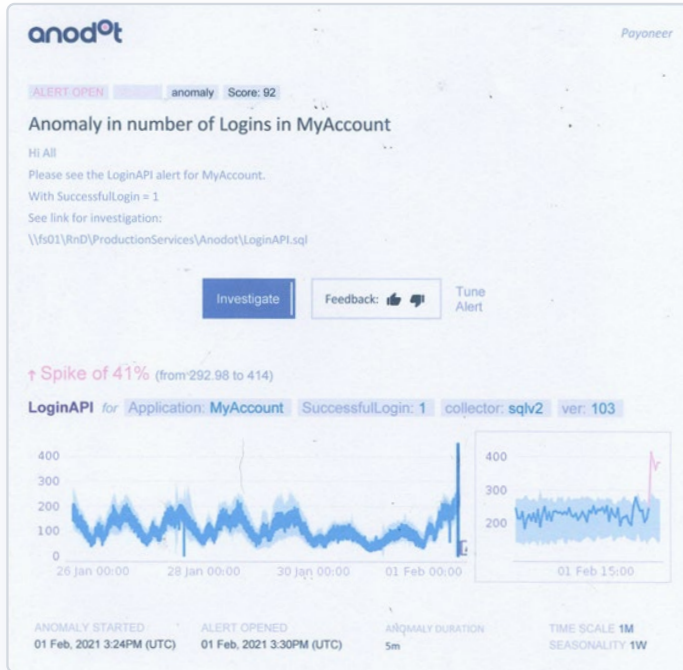 anodot
Payoneer
ALERT OPEN anomaly Score: 92
Anomaly in number of Logins in MyAccount
Hi All
Please see the LoginAPI alert for MyAccount.
With SuccessfulLogin = 1
See link for investigation:
\\fs01\RnD\ProductionServices\Anodot\LoginAPI.sql
Investigate Feedback: Tune
Alert
↑ Spike of 41% (from 292.98 to 414)
LoginAPI for Application: MyAccount SuccessfulLogin: 1 collector: sqlv2 ver: 103
400
300
200
100
0
26 Jan 00:00 28 Jan 00:00 30 Jan 00:00 01 Feb 00:00
400
300
200
01 Feb 15:00
ANOMALY STARTED ALERT OPENED ANOMALY DURATION TIME SCALE 1M
01 Feb, 2021 3:24PM (UTC) 01 Feb, 2021 3:30PM (UTC) 5m SEASONALITY 1W